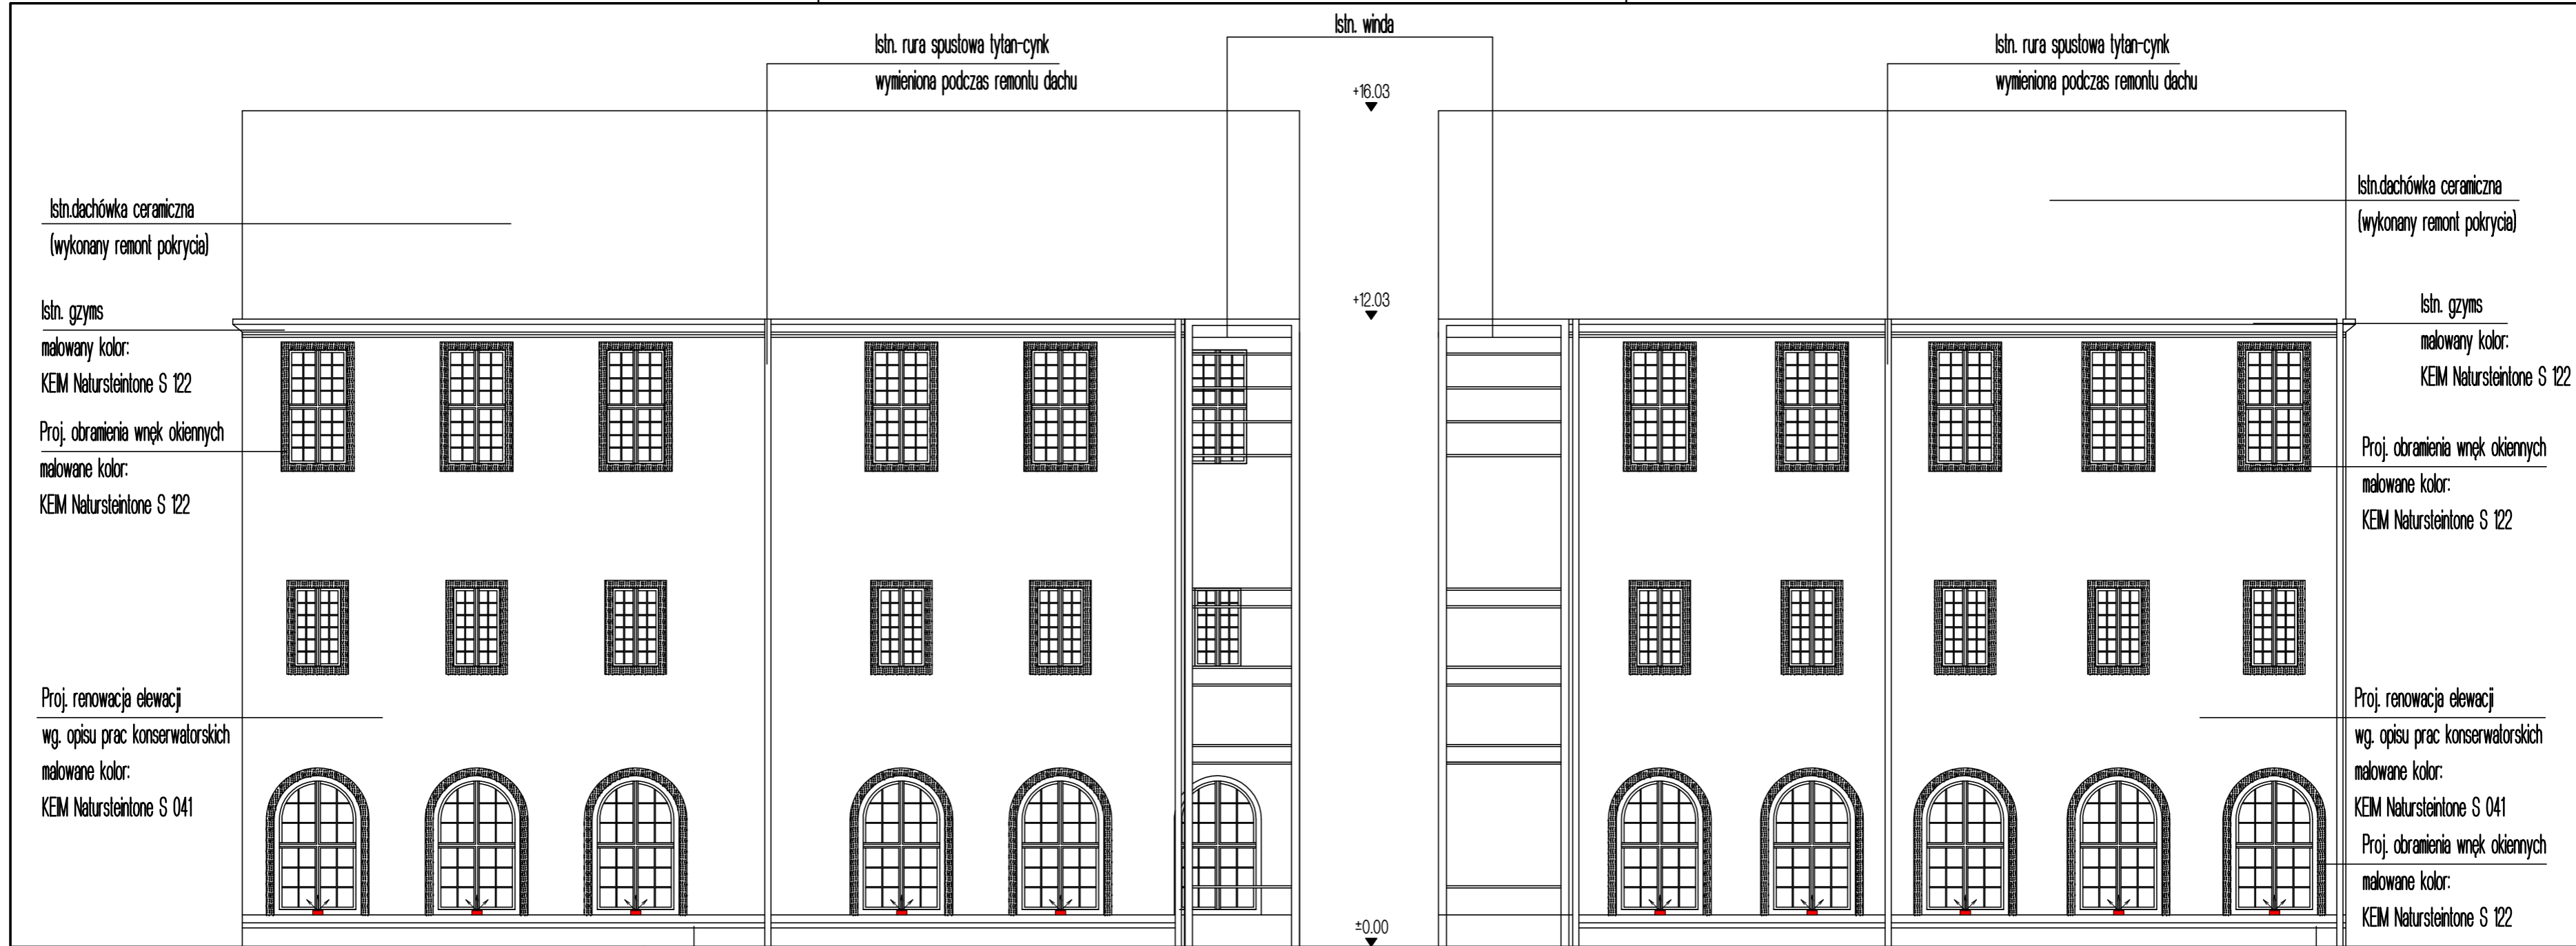 Istn. winda
Istn. rura spustowa tytan-cynk
wymieniona podczas remontu dachu
Istn. rura spustowa tytan-cynk
wymieniona podczas remontu dachu
+16.03
Istn.dachówka ceramiczna
(wykonany remont pokrycia)
Istn.dachówka ceramiczna
(wykonany remont pokrycia)
+12.03
Istn. gzyms
malowany kolor:
KEIM Natursteintone S 122
Istn. gzyms
malowany kolor:
KEIM Natursteintone S 122
Proj. obramienia wnęk okiennych
malowane kolor:
KEIM Natursteintone S 122
Proj. obramienia wnęk okiennych
malowane kolor:
KEIM Natursteintone S 122
Proj. renowacja elewacji
wg. opisu prac konserwatorskich
malowane kolor:
KEIM Natursteintone S 041
Proj. renowacja elewacji
wg. opisu prac konserwatorskich
malowane kolor:
KEIM Natursteintone S 041
Proj. obramienia wnęk okiennych
malowane kolor:
KEIM Natursteintone S 122
±0.00